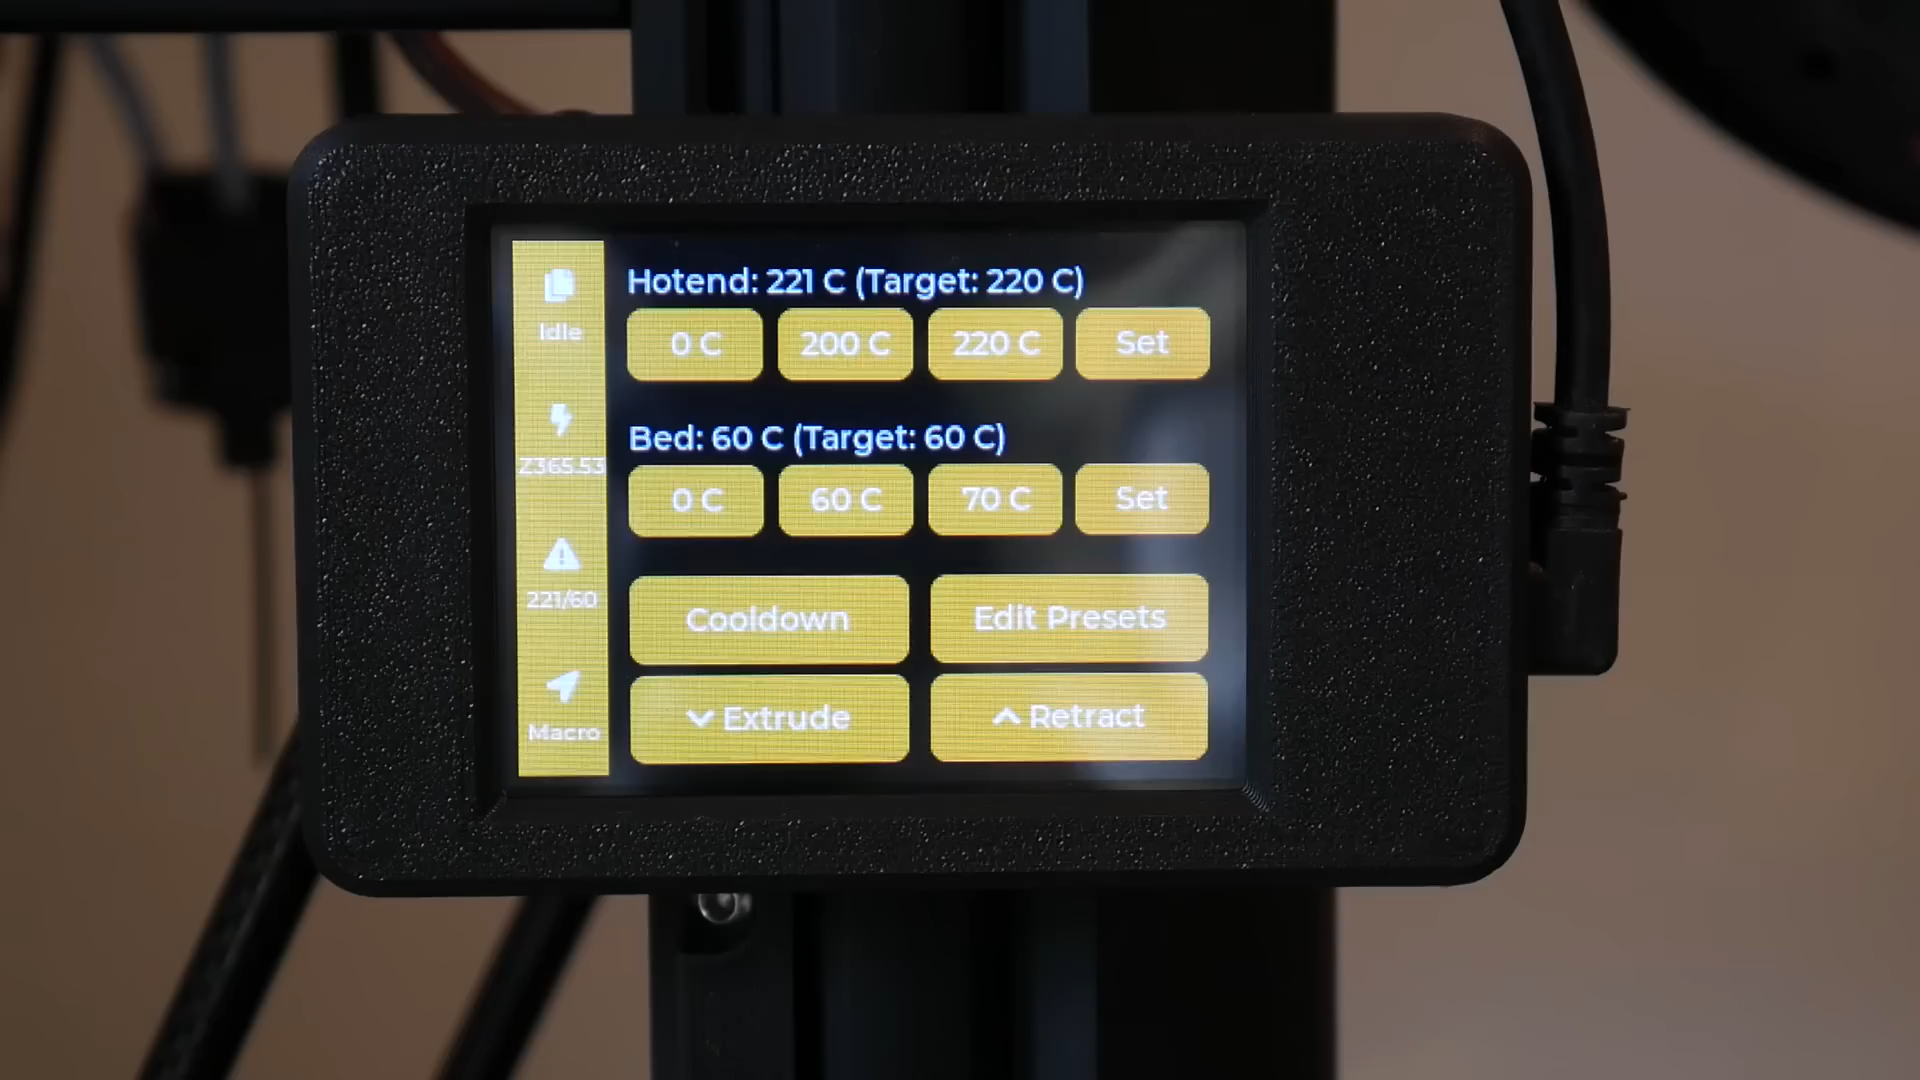 Idle
Z365.53
221/60
Macro
Hotend: 221 C (Target: 220 C)
0 C 200 C 220 C Set
Bed: 60 C (Target: 60 C)
0 C 60 C 70 C Set
Cooldown Edit Presets
Extrude Retract